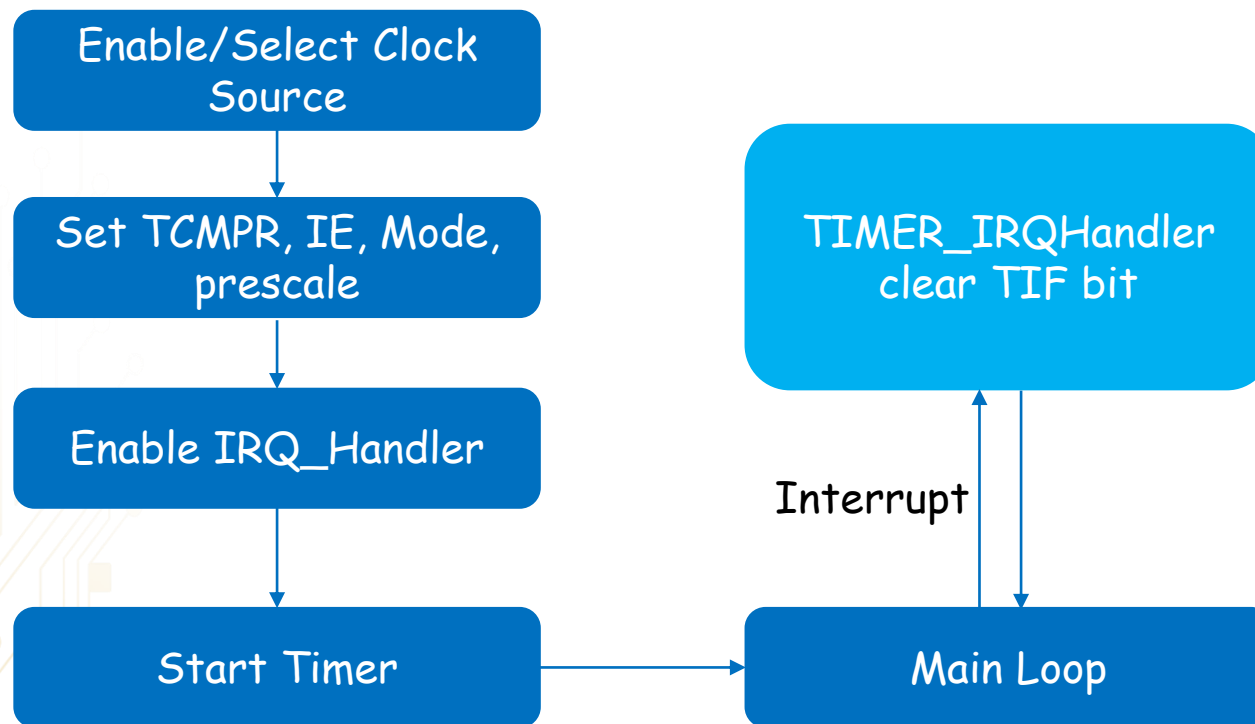 Enable/Select Clock
Source
Set TCMPR, IE, Mode,
prescale
Enable IRQ_Handler
Start Timer
TIMER_IRQHandler
clear TIF bit
Interrupt
Main Loop